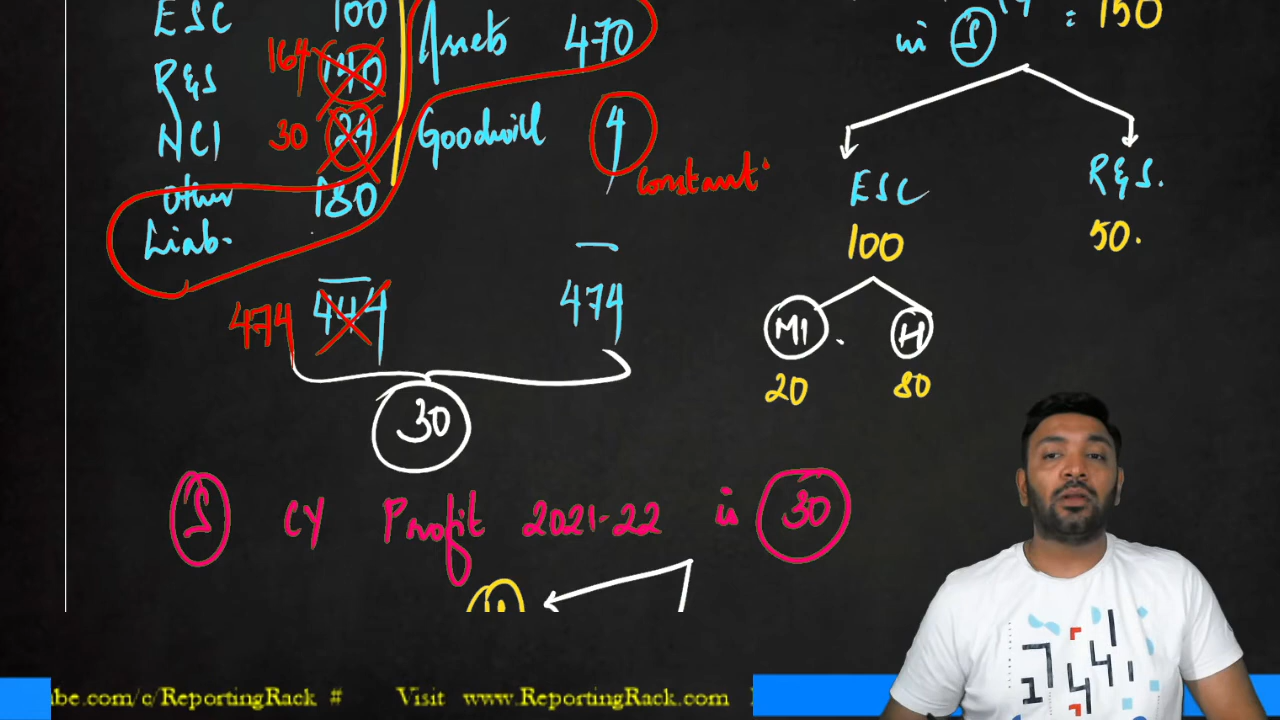 ESC 100 Assets 470
R&S 164 140
NCI 30 24 Goodwill 4
constant
Other 180
Liab-
474 444 474
30
in S : 150
ESC R&S.
100 50.
MI . H
20 80
S CY Profit 2021-22 is 30
be.com/c/ReportingRack # Visit www.ReportingRack.com